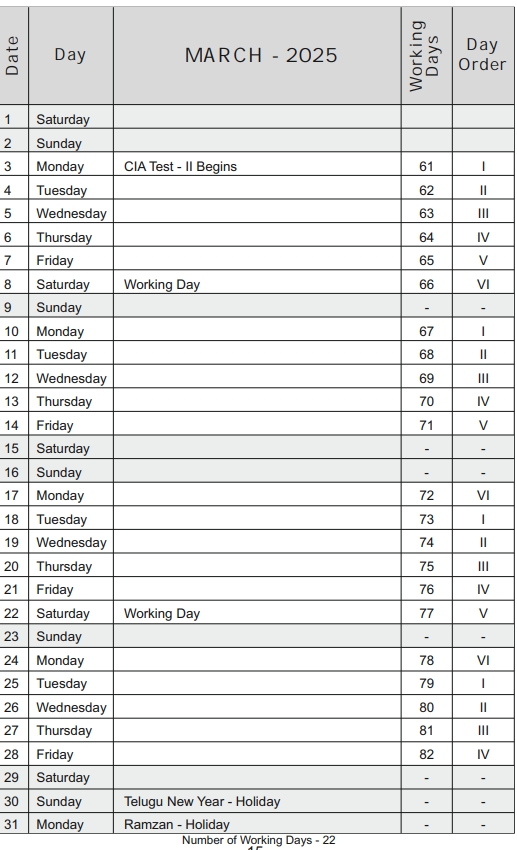 Date Day MARCH - 2025 Working Days Day Order
1 Saturday
2 Sunday
3 Monday CIA Test - II Begins 61 I
4 Tuesday 62 II
5 Wednesday 63 III
6 Thursday 64 IV
7 Friday 65 V
8 Saturday Working Day 66 VI
9 Sunday - -
10 Monday 67 I
11 Tuesday 68 II
12 Wednesday 69 III
13 Thursday 70 IV
14 Friday 71 V
15 Saturday - -
16 Sunday - -
17 Monday 72 VI
18 Tuesday 73 I
19 Wednesday 74 II
20 Thursday 75 III
21 Friday 76 IV
22 Saturday Working Day 77 V
23 Sunday - -
24 Monday 78 VI
25 Tuesday 79 I
26 Wednesday 80 II
27 Thursday 81 III
28 Friday 82 IV
29 Saturday - -
30 Sunday Telugu New Year - Holiday - -
31 Monday Ramzan - Holiday - -
Number of Working Days - 22